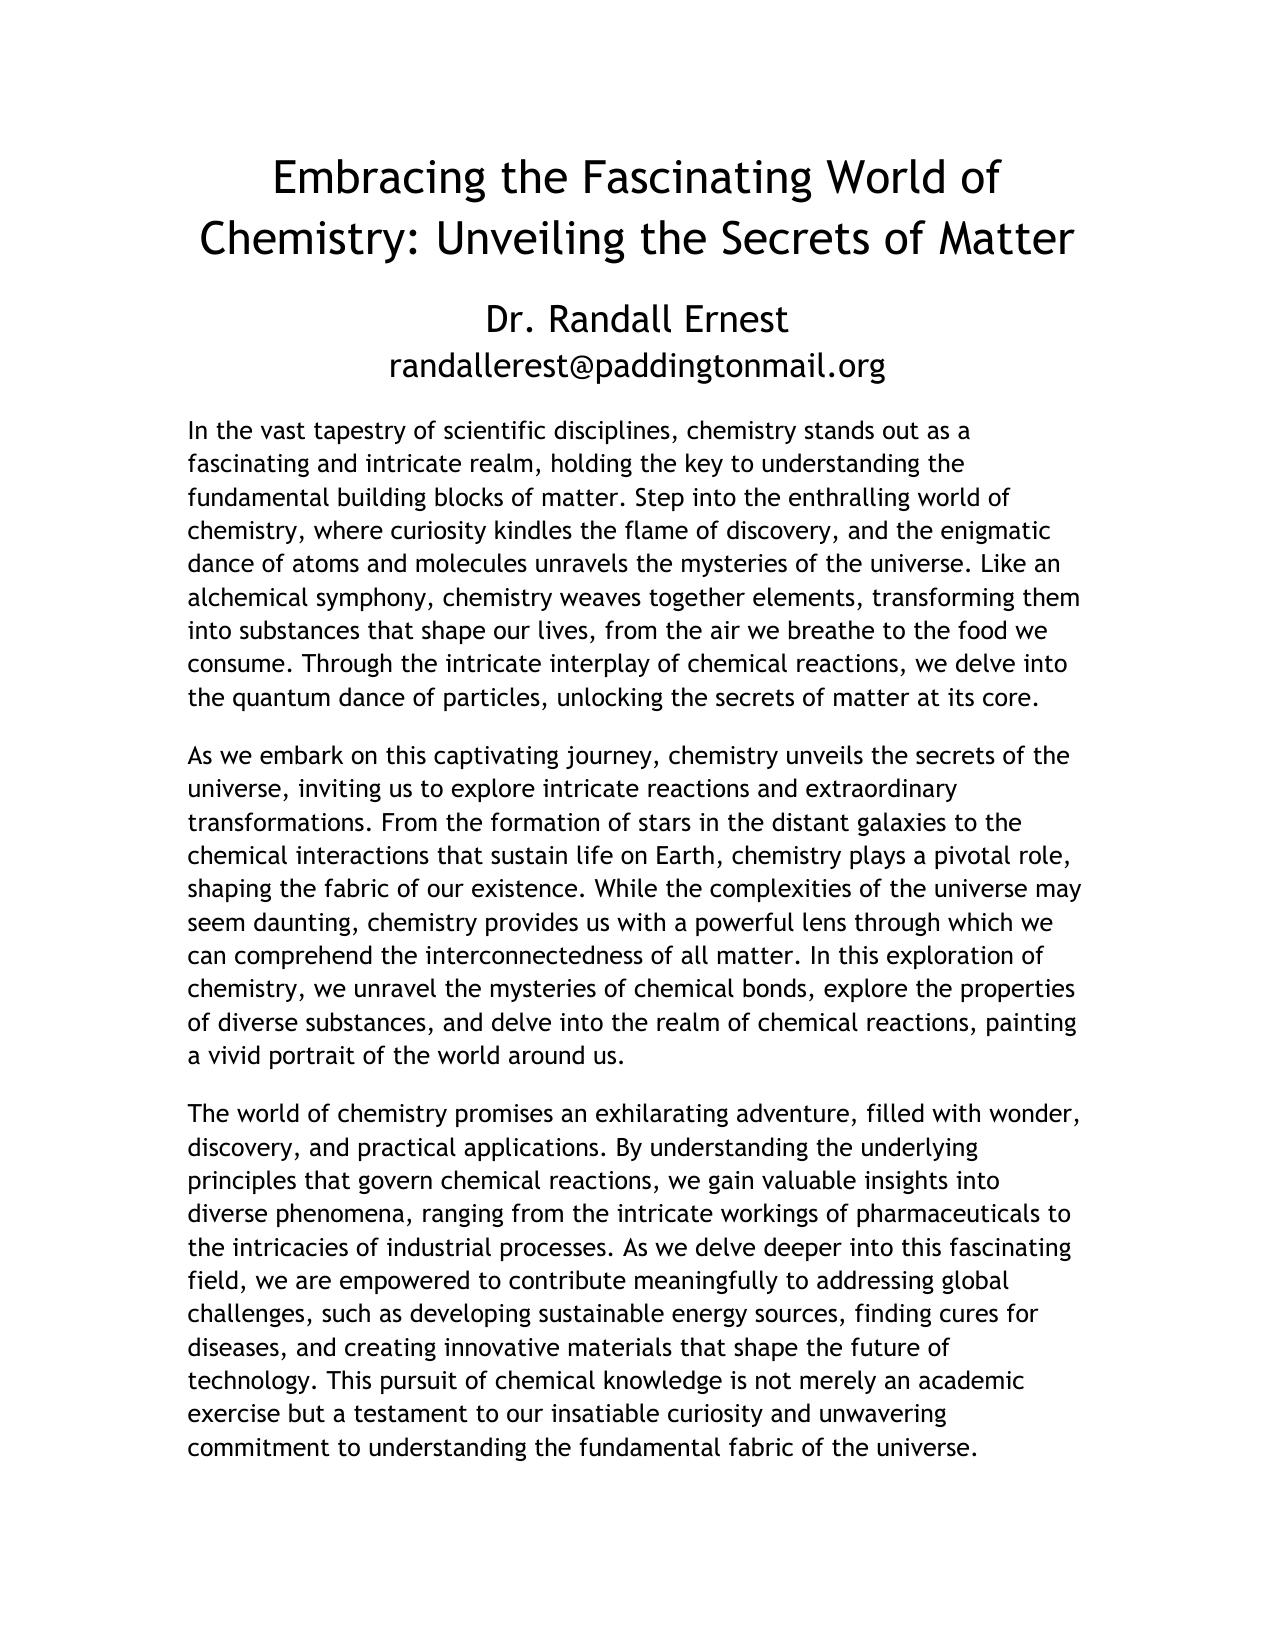 Embracing the Fascinating World of
Chemistry: Unveiling the Secrets of Matter
Dr. Randall Ernest
randallerest@paddingtonmail.org
In the vast tapestry of scientific disciplines, chemistry stands out as a
fascinating and intricate realm, holding the key to understanding the
fundamental building blocks of matter. Step into the enthralling world of
chemistry, where curiosity kindles the flame of discovery, and the enigmatic
dance of atoms and molecules unravels the mysteries of the universe. Like an
alchemical symphony, chemistry weaves together elements, transforming them
into substances that shape our lives, from the air we breathe to the food we
consume. Through the intricate interplay of chemical reactions, we delve into
the quantum dance of particles, unlocking the secrets of matter at its core.
As we embark on this captivating journey, chemistry unveils the secrets of the
universe, inviting us to explore intricate reactions and extraordinary
transformations. From the formation of stars in the distant galaxies to the
chemical interactions that sustain life on Earth, chemistry plays a pivotal role,
shaping the fabric of our existence. While the complexities of the universe may
seem daunting, chemistry provides us with a powerful lens through which we
can comprehend the interconnectedness of all matter. In this exploration of
chemistry, we unravel the mysteries of chemical bonds, explore the properties
of diverse substances, and delve into the realm of chemical reactions, painting
a vivid portrait of the world around us.
The world of chemistry promises an exhilarating adventure, filled with wonder,
discovery, and practical applications. By understanding the underlying
principles that govern chemical reactions, we gain valuable insights into
diverse phenomena, ranging from the intricate workings of pharmaceuticals to
the intricacies of industrial processes. As we delve deeper into this fascinating
field, we are empowered to contribute meaningfully to addressing global
challenges, such as developing sustainable energy sources, finding cures for
diseases, and creating innovative materials that shape the future of
technology. This pursuit of chemical knowledge is not merely an academic
exercise but a testament to our insatiable curiosity and unwavering
commitment to understanding the fundamental fabric of the universe.